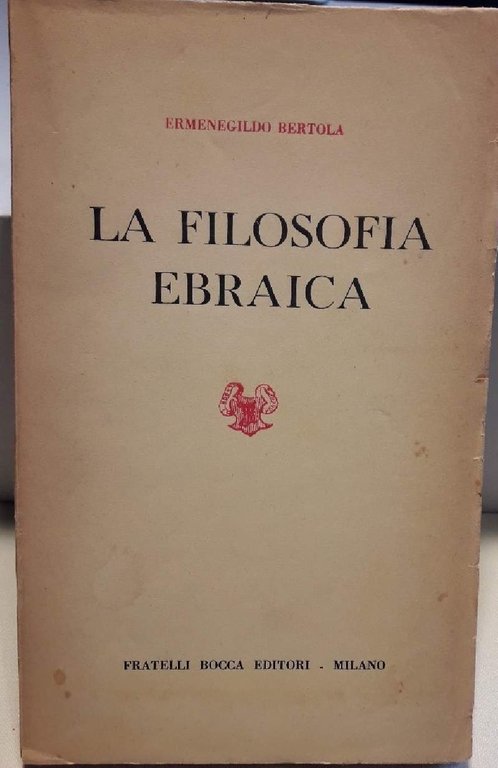 ERMENEGILDO BERTOLA
LA FILOSOFIA
EBRAICA
FRATELLI BOCCA EDITORI - MILANO